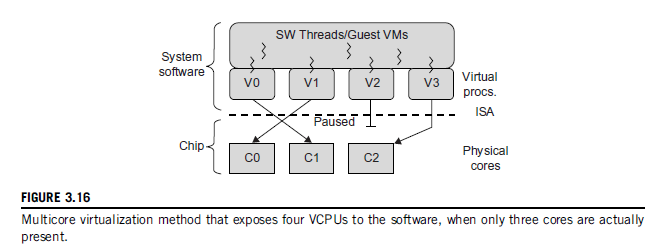 SW Threads/Guest VMs
System
software
V0
V1
V2
V3
Virtual
procs.
ISA
Paused
Chip
C0
C1
C2
Physical
cores
FIGURE 3.16
Multicore virtualization method that exposes four VCPUs to the software, when only three cores are actually
present.